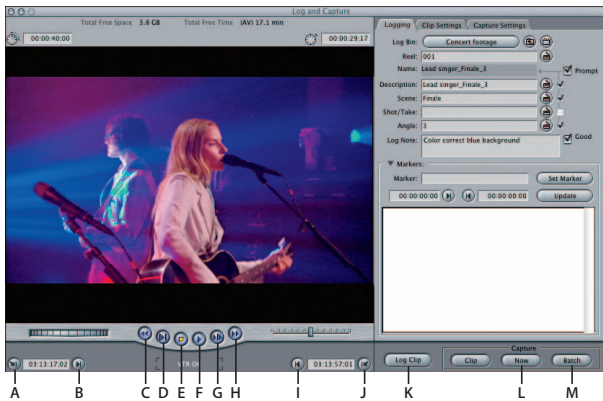 Log and Capture
Total Free Space 3.8 GB Total Free Time (AV) 17.1 min
00:00:40;00
00:00:29;17
Logging Clip Settings Capture Settings
Log Bin: Concert footage
Reel: 001
Name: Lead singer_Finale_3 Prompt
Description: Lead singer_Finale_3
Scene: Finale
Shot/Take:
Angle: 3
Log Note: Color correct blue background Good
Markers:
Marker: Set Marker
00:00:00:00 00:00:00:00 Update
03:13:17;02
VTR OK
03:13:57;01
Capture
Log Clip Clip Now Batch
A B C D E F G H I J K L M